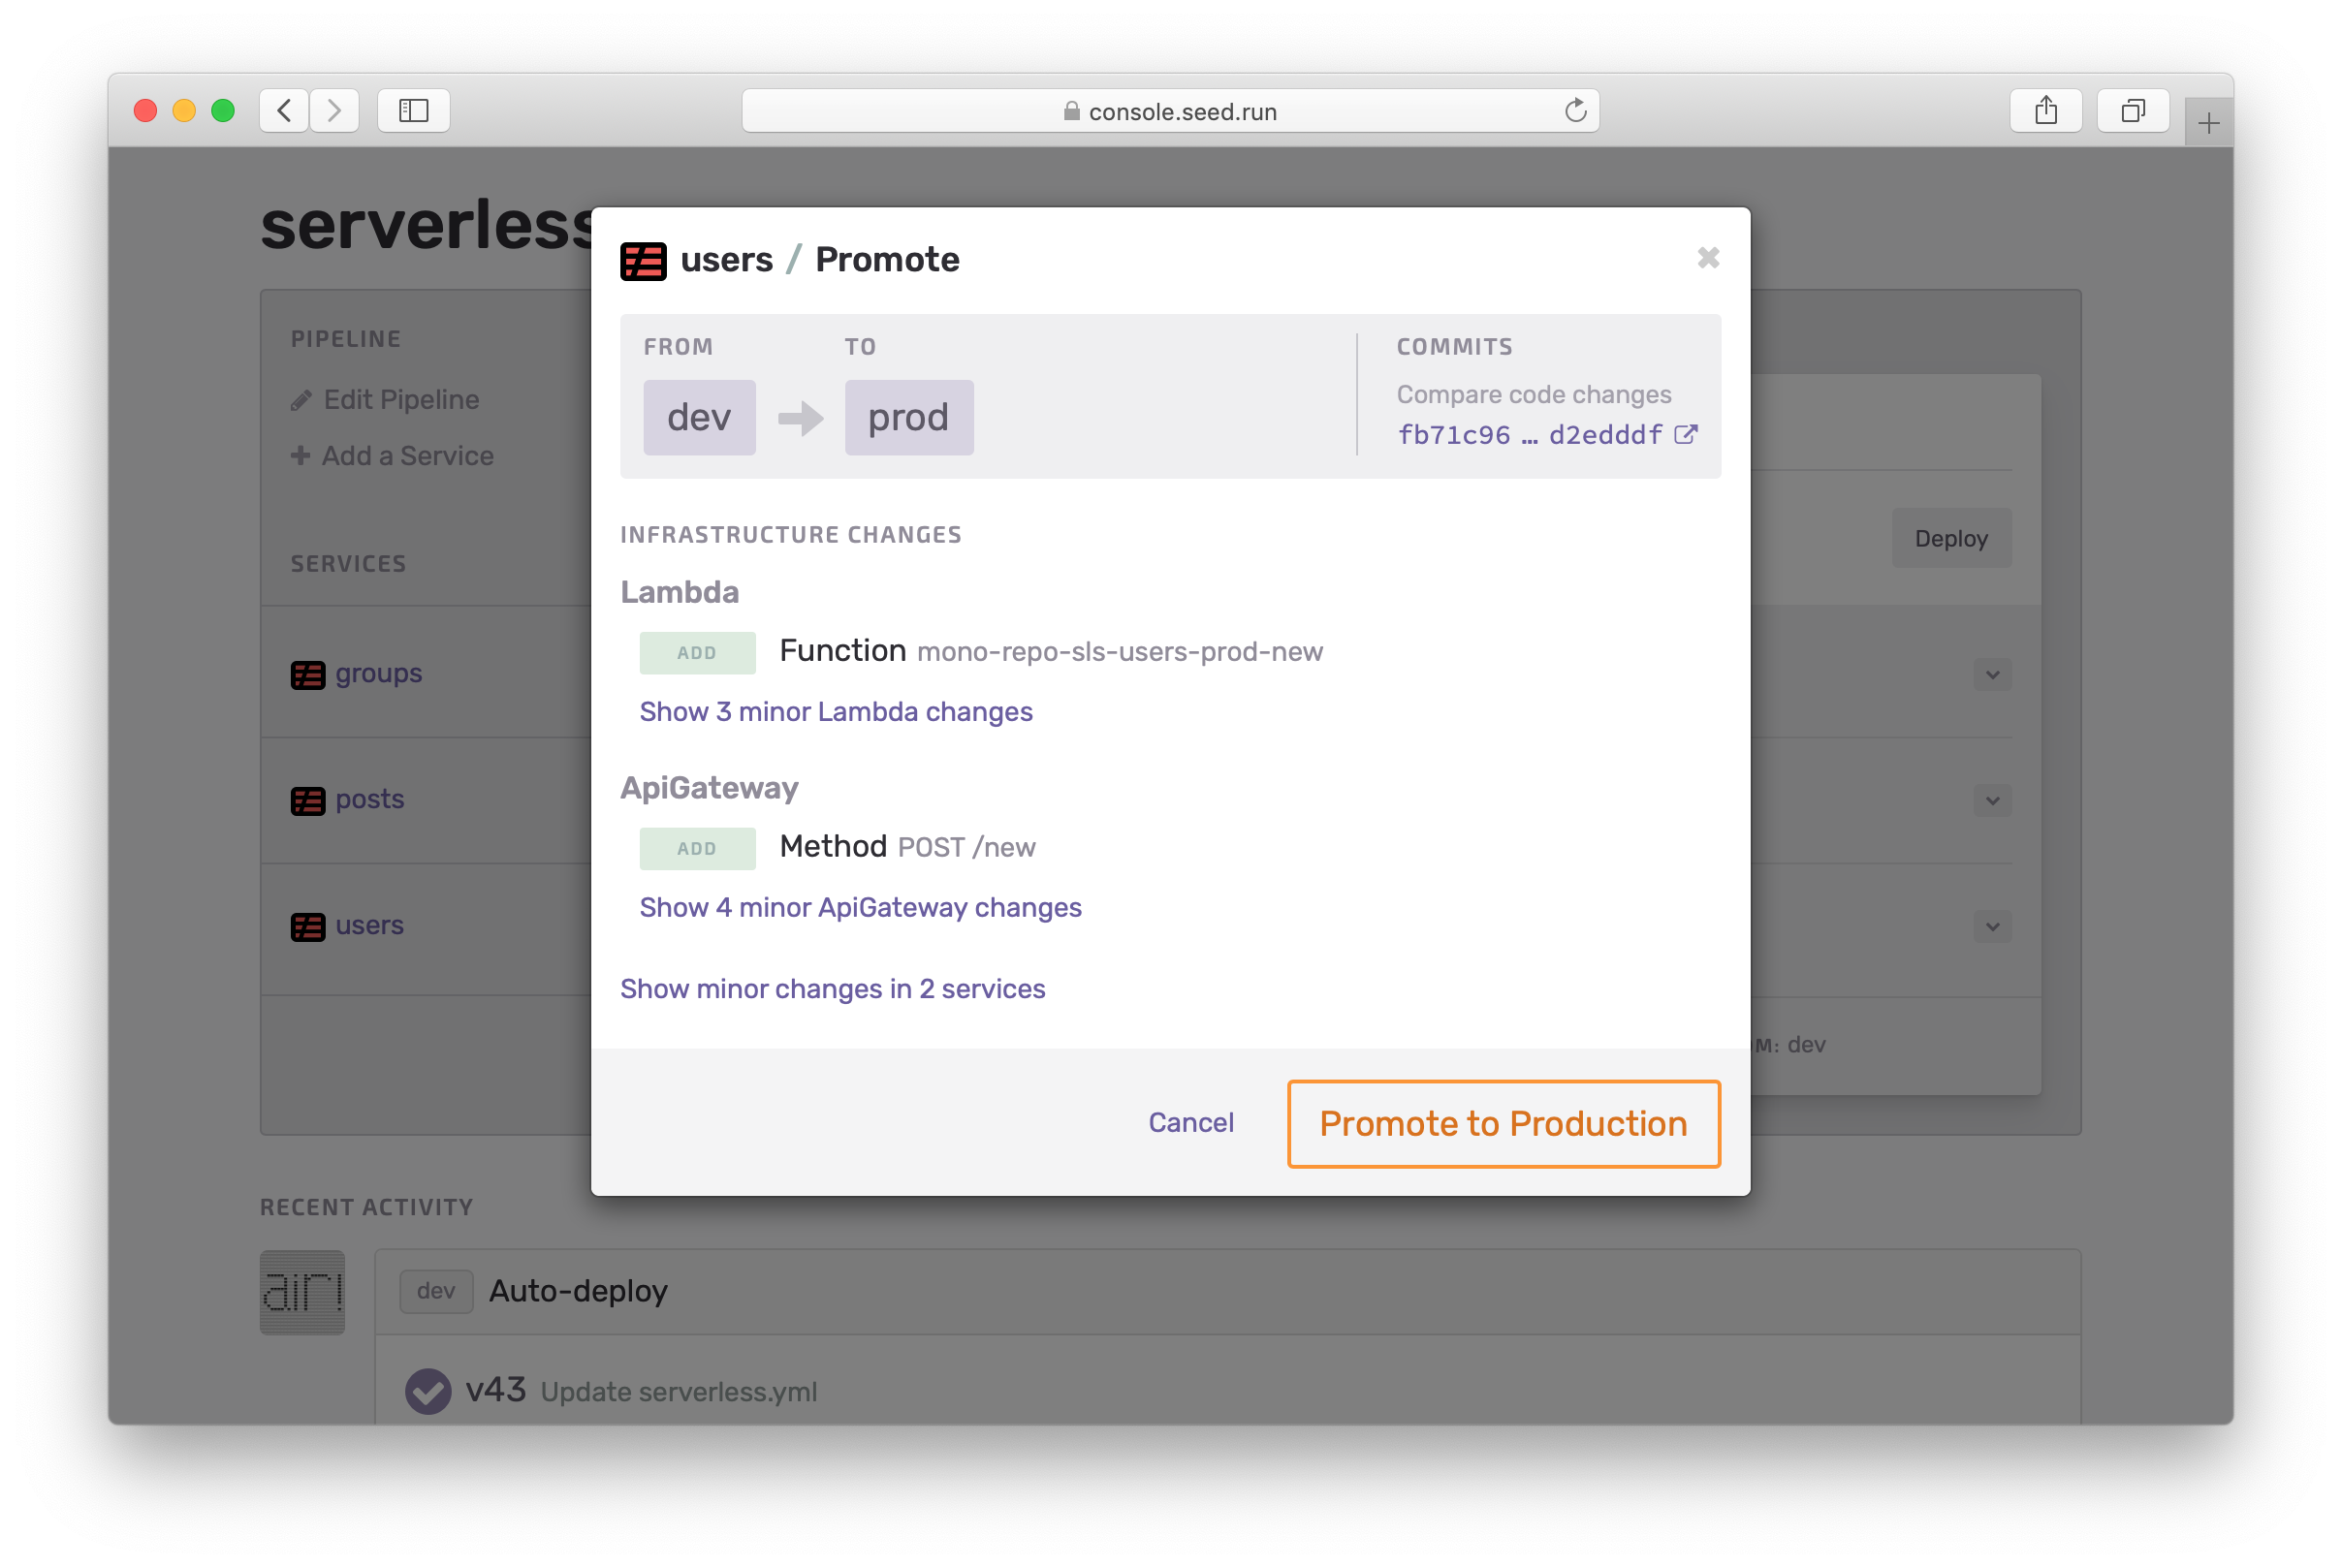 console.seed.run
serverless
users / Promote
FROM
TO
COMMITS
dev
prod
Compare code changes
fb71c96 … d2edddf
INFRASTRUCTURE CHANGES
Lambda
ADD Function mono-repo-sls-users-prod-new
Show 3 minor Lambda changes
ApiGateway
ADD Method POST /new
Show 4 minor ApiGateway changes
Show minor changes in 2 services
Cancel
Promote to Production
PIPELINE
Edit Pipeline
Add a Service
SERVICES
Deploy
groups
posts
users
M: dev
RECENT ACTIVITY
dev Auto-deploy
v43 Update serverless.yml